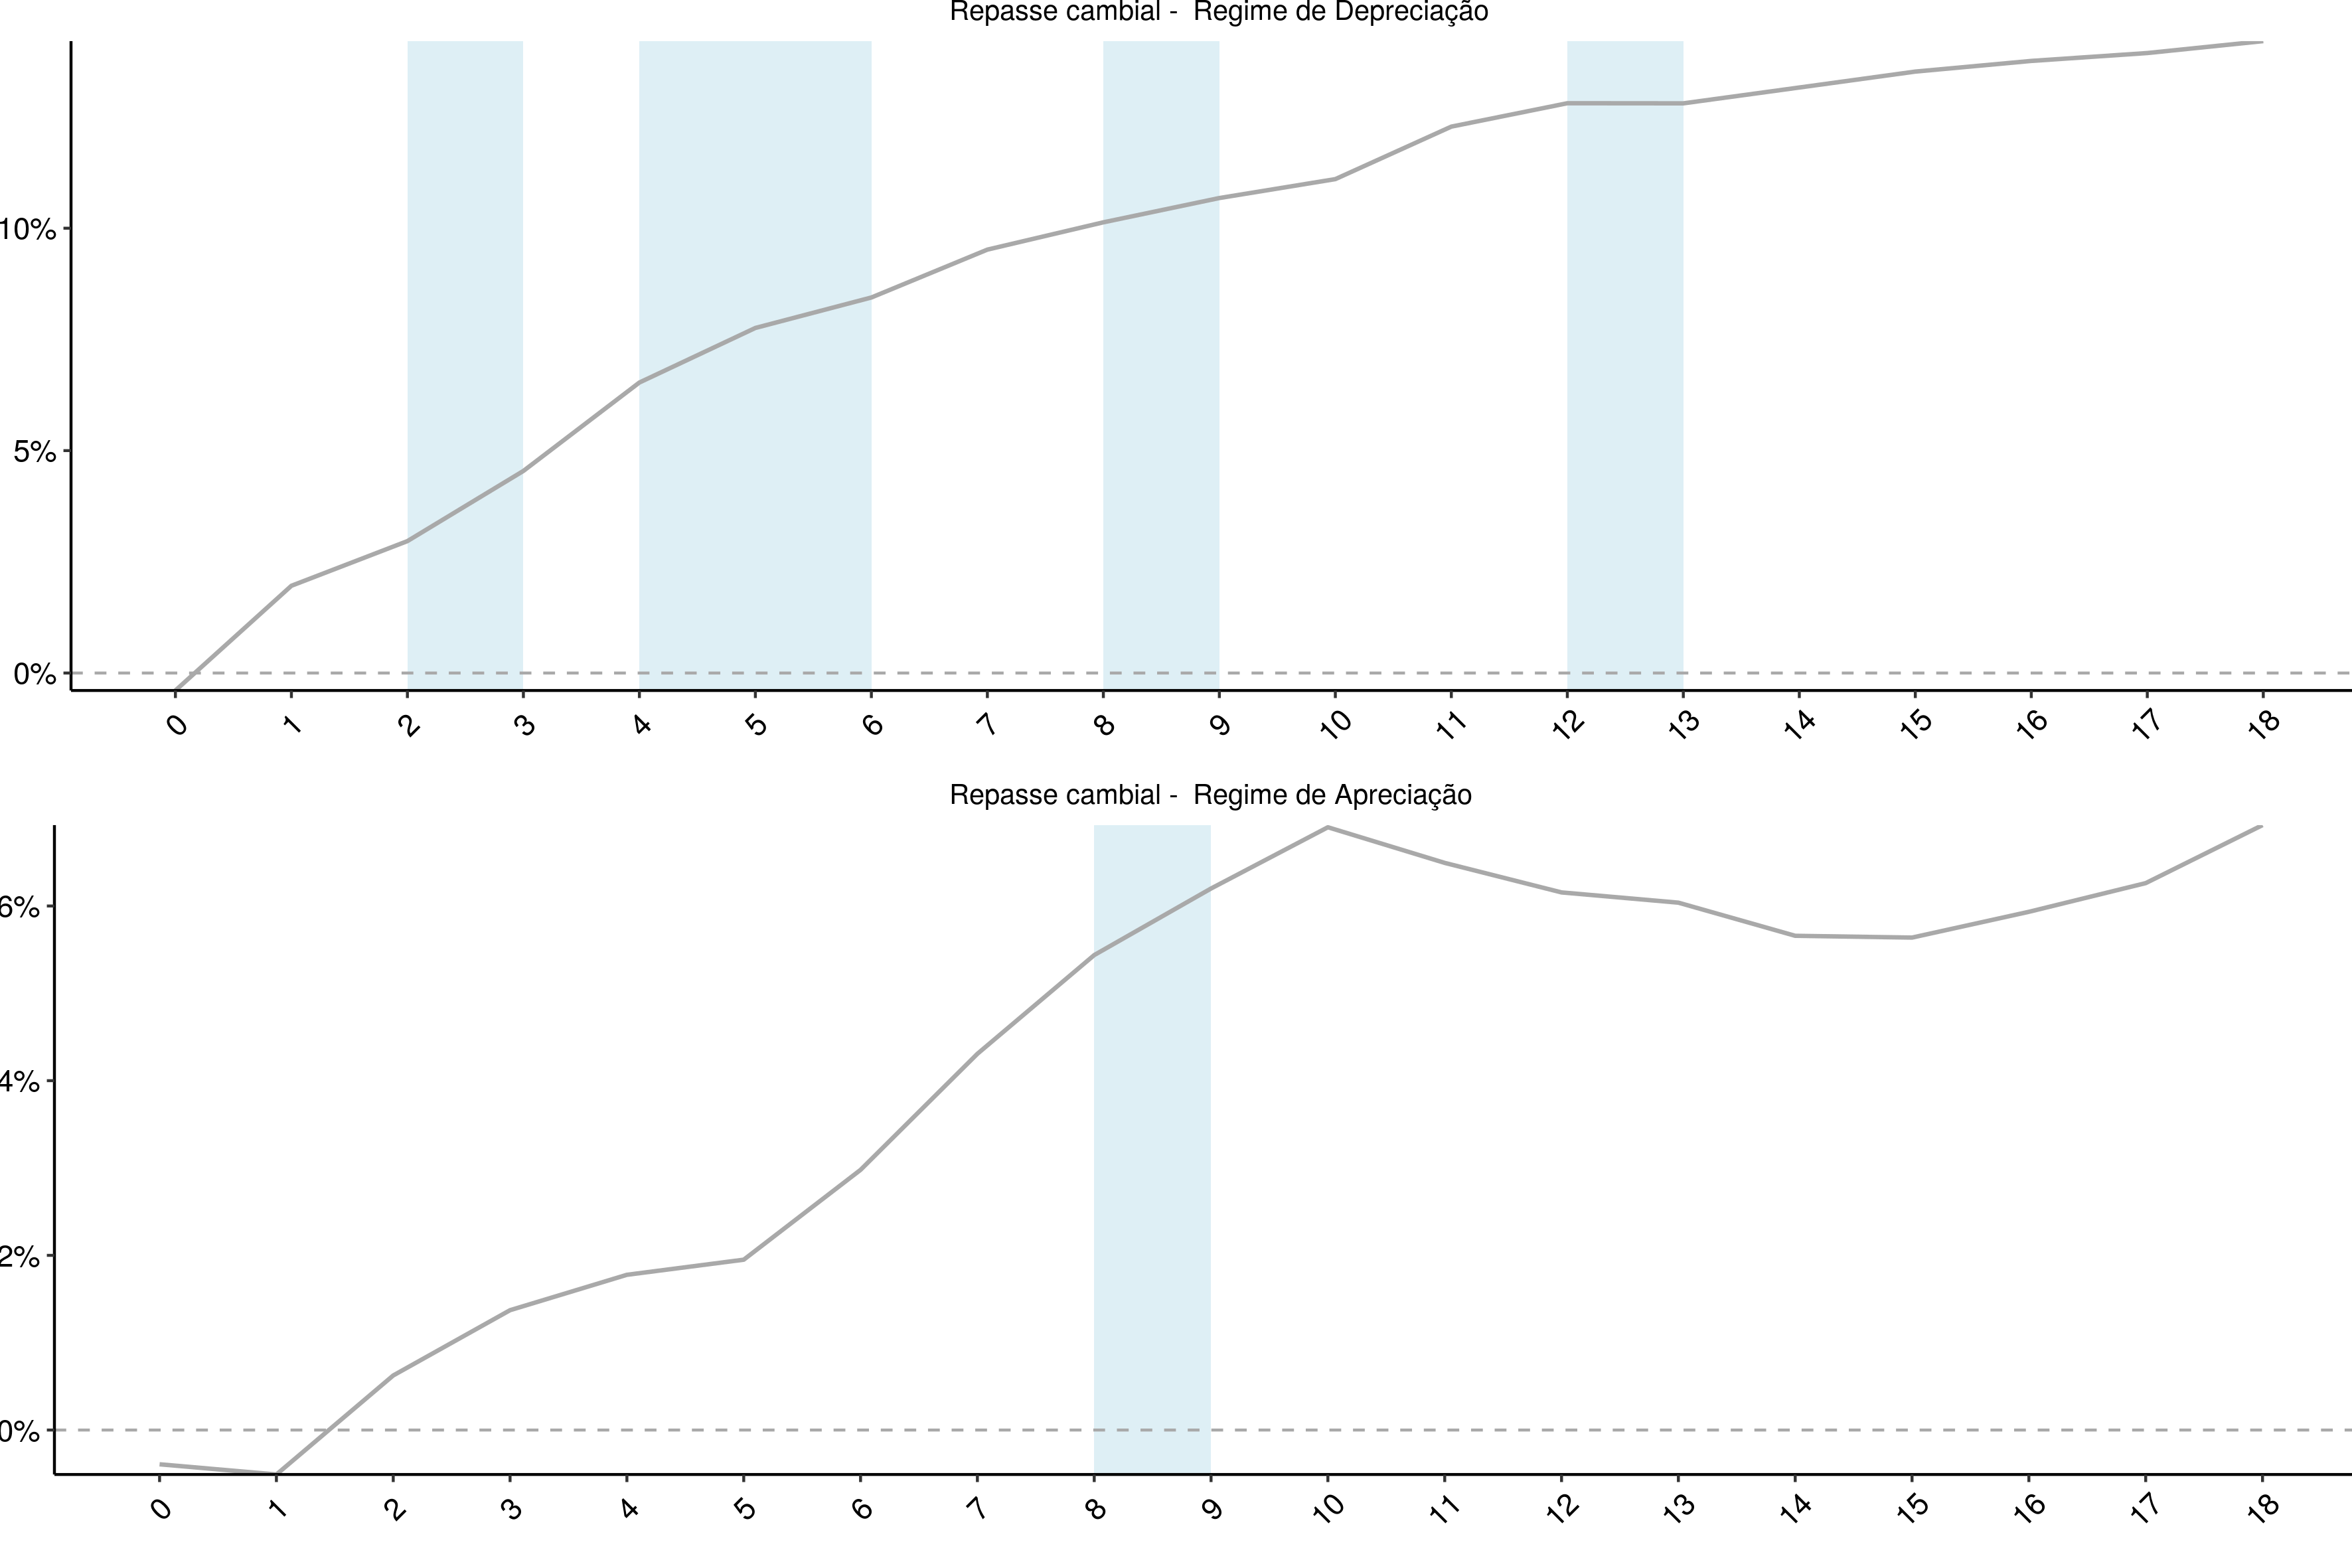 Repasse cambial -  Regime de Depreciação
10%
5%
0%
0 1 2 3 4 5 6 7 8 9 10 11 12 13 14 15 16 17 18
Repasse cambial -  Regime de Apreciação
6%
4%
2%
0%
0 1 2 3 4 5 6 7 8 9 10 11 12 13 14 15 16 17 18